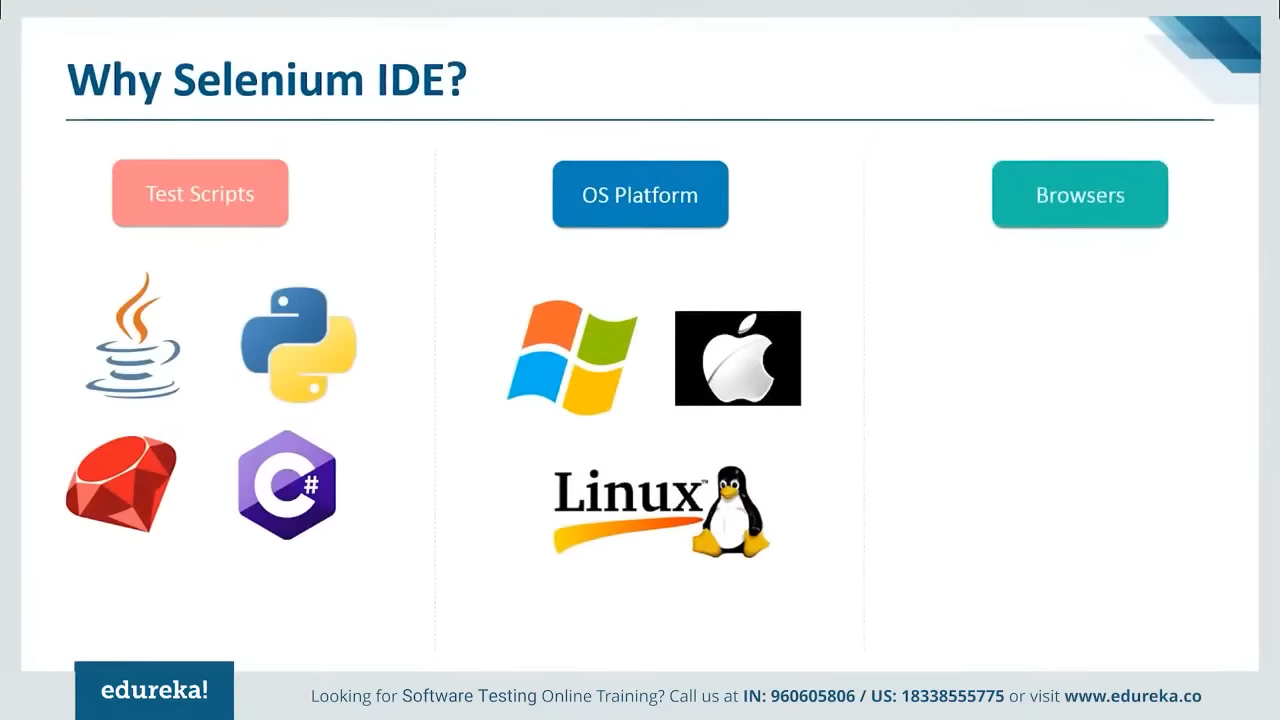 Why Selenium IDE?
Test Scripts
OS Platform
Browsers
C#
Linux™
edureka!
Looking for Software Testing Online Training? Call us at IN: 960605806 / US: 18338555775 or visit www.edureka.co